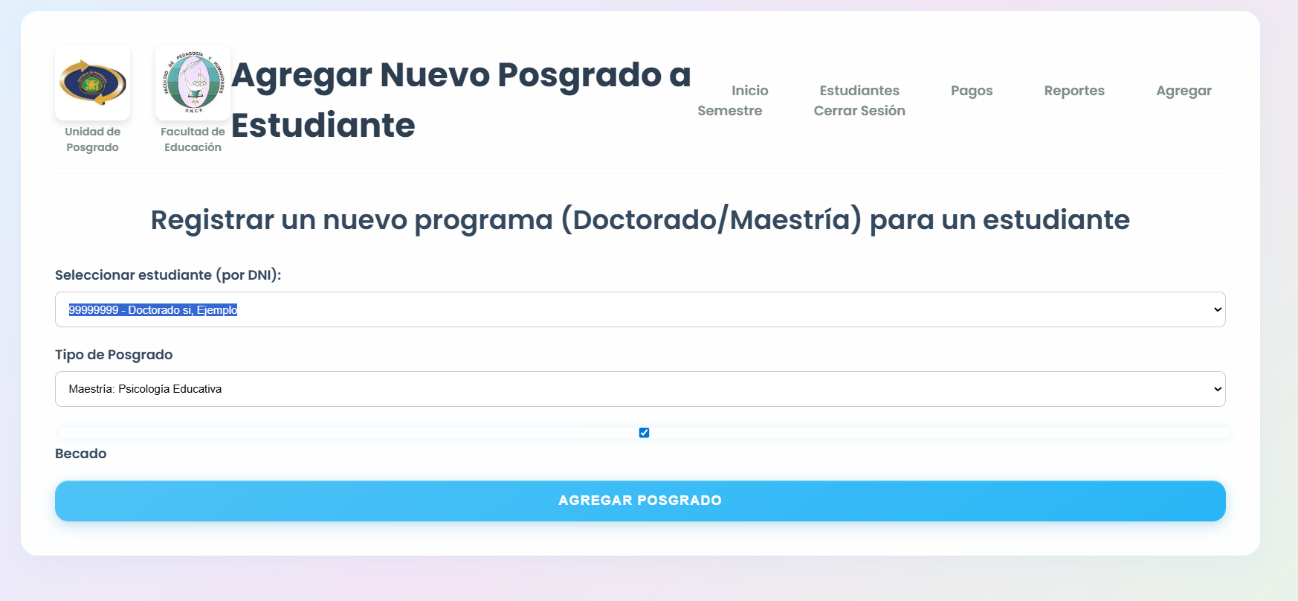 Agregar Nuevo Posgrado a
Estudiante
Unidad de
Posgrado
Facultad de
Educación
Inicio
Estudiantes
Pagos
Reportes
Agregar
Semestre
Cerrar Sesión
Registrar un nuevo programa (Doctorado/Maestría) para un estudiante
Seleccionar estudiante (por DNI):
99999999 - Doctorado si, Ejemplo
Tipo de Posgrado
Maestría: Psicología Educativa
Becado
AGREGAR POSGRADO